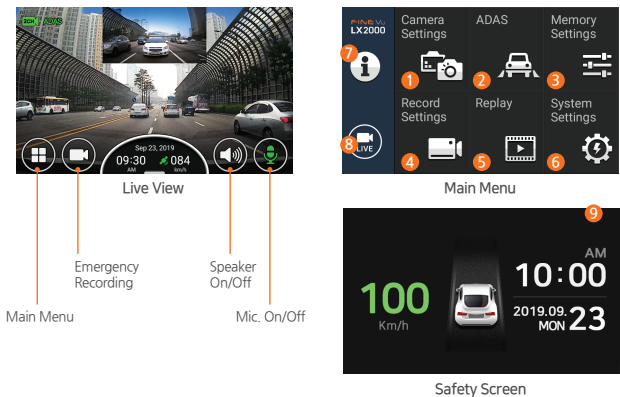 2CH ADAS
Sep 23, 2019
09:30 084
AM km/h
Live View
Emergency
Recording
Speaker
On/Off
Main Menu
Mic. On/Off
FINEVu
LX2000
7
8
LIVE
Camera
Settings
1
ADAS
2
Memory
Settings
3
Record
Settings
4
Replay
5
System
Settings
6
Main Menu
9
100
Km/h
AM
10:00
2019.09.
MON 23
Safety Screen